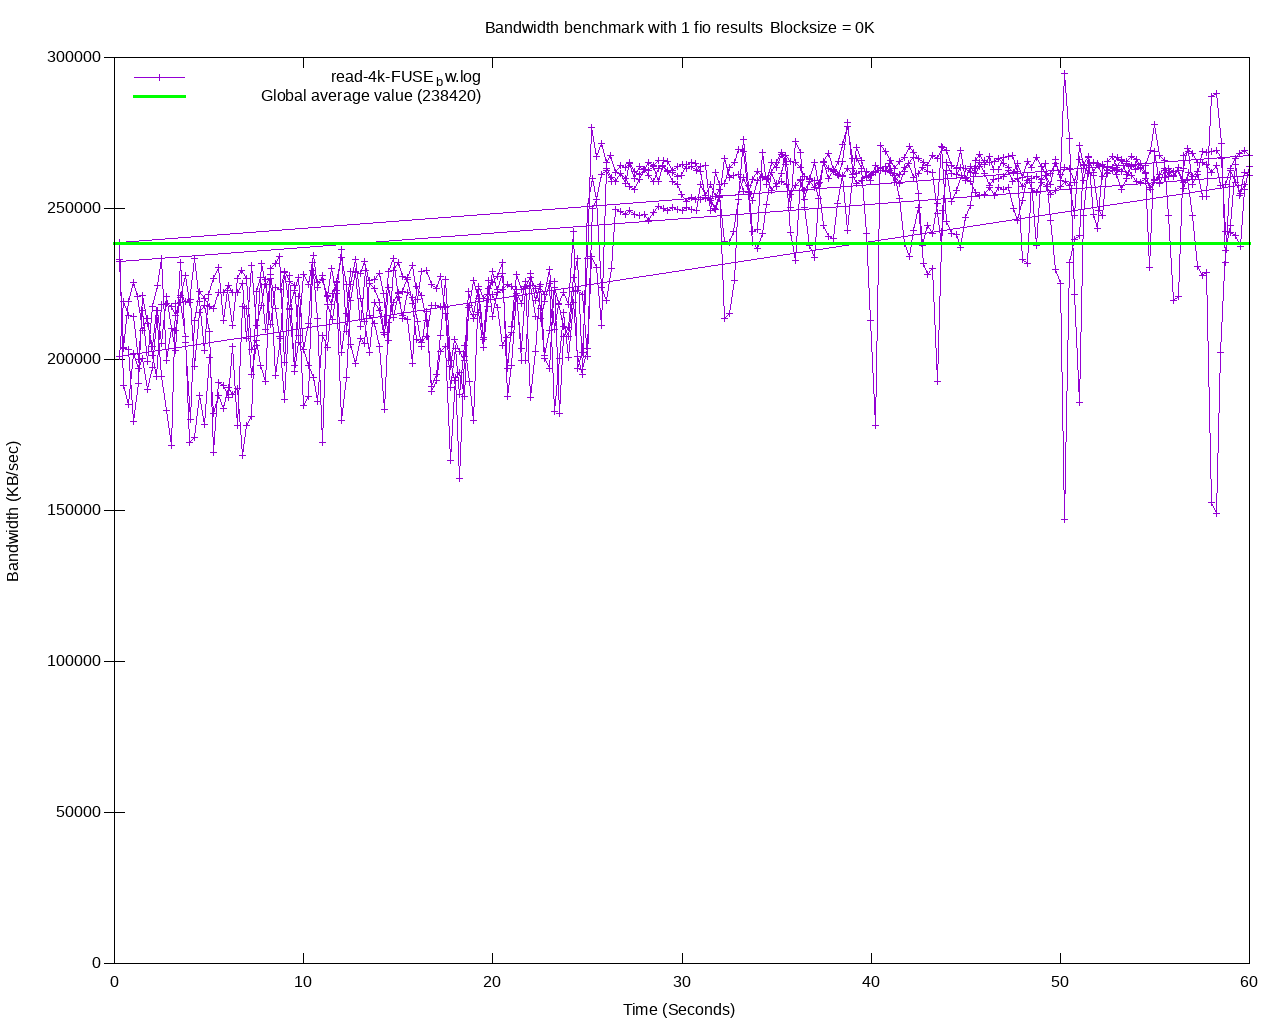 Bandwidth benchmark with 1 fio results Blocksize = 0K
300000
250000
200000
150000
100000
50000
0
read-4k-FUSE_bw.log
Global average value (238420)
Bandwidth (KB/sec)
0 10 20 30 40 50 60
Time (Seconds)